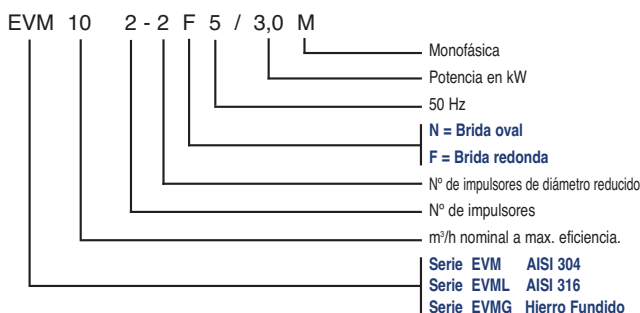 EVM 10 2 - 2 F 5 / 3,0 M
Monofásica
Potencia en kW
50 Hz
N = Brida oval
F = Brida redonda
Nº de impulsores de diámetro reducido
Nº de impulsores
m³/h nominal a max. eficiencia.
Serie EVM AISI 304
Serie EVML AISI 316
Serie EVMG Hierro Fundido